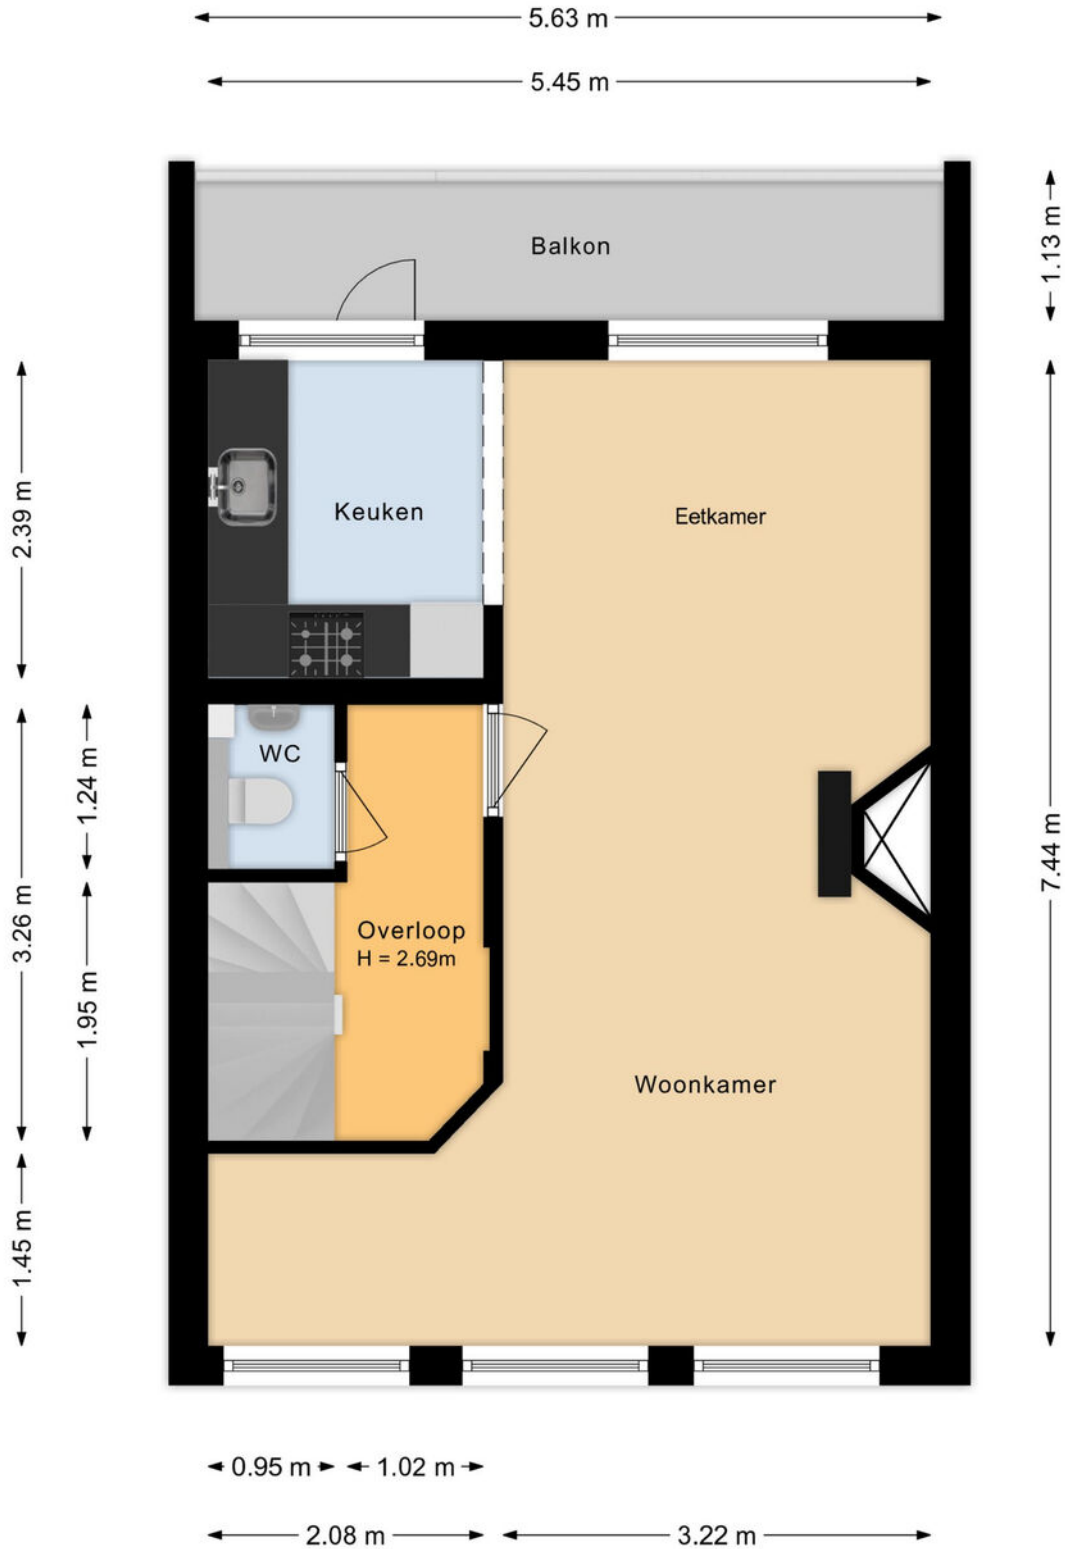 5.63 m
5.45 m
Balkon
1.13 m
2.39 m
Keuken
Eetkamer
WC
1.24 m
7.44 m
3.26 m
Overloop
H = 2.69m
1.95 m
Woonkamer
1.45 m
0.95 m
1.02 m
2.08 m
3.22 m